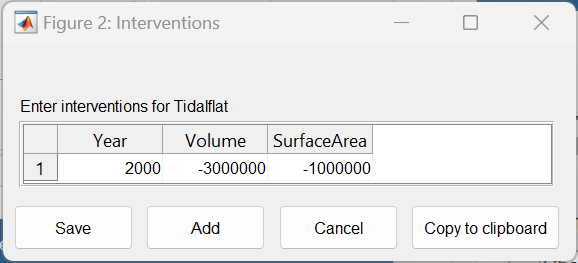 Figure 2: Interventions
Enter interventions for Tidalflat
Year Volume SurfaceArea
1 2000 -3000000 -1000000
Save Add Cancel Copy to clipboard